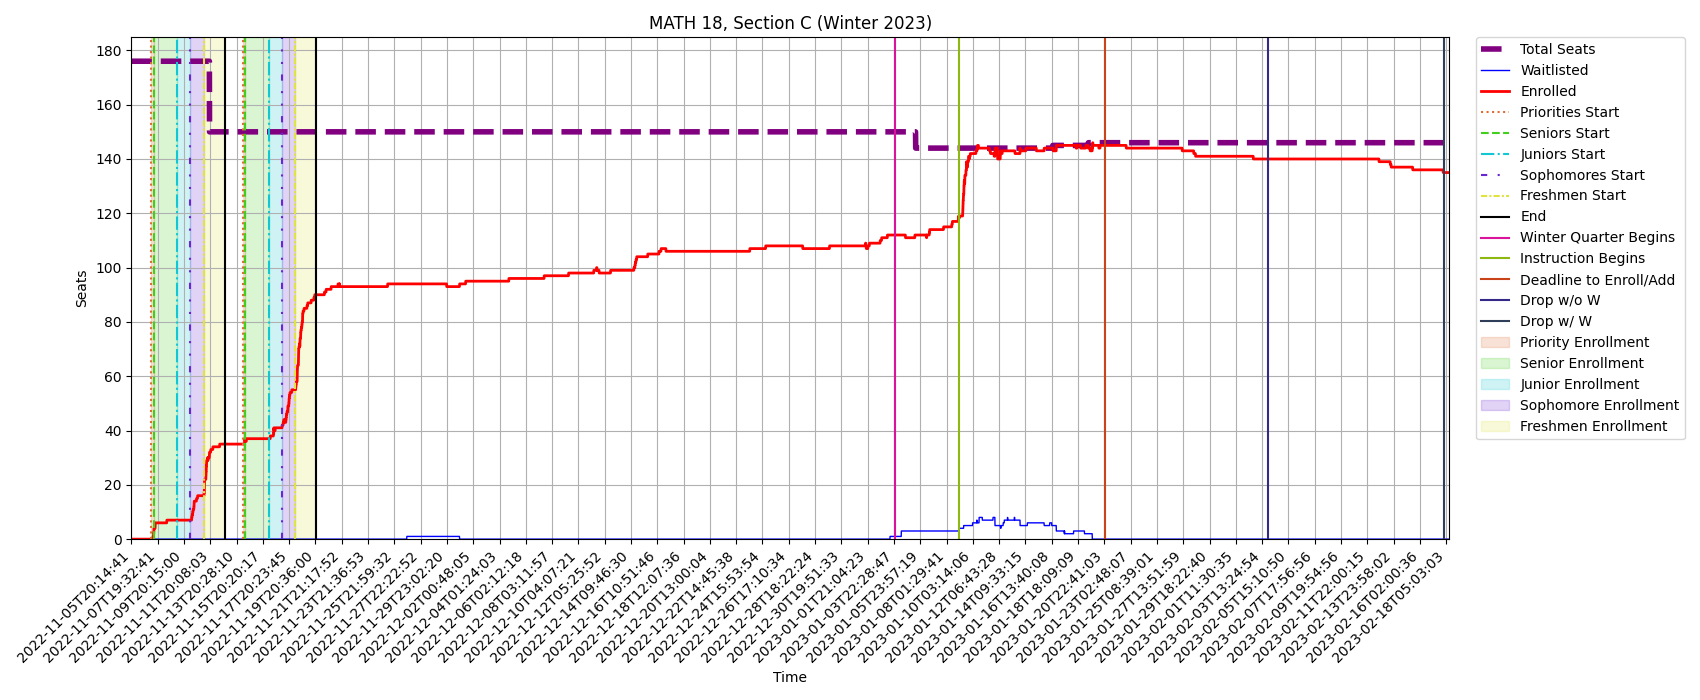 MATH 18, Section C (Winter 2023)
180
160
140
120
100
80
60
40
20
0
Seats
2022-11-05T20:14:41
2022-11-07T19:32:41
2022-11-09T20:15:00
2022-11-11T20:08:03
2022-11-13T20:28:10
2022-11-15T20:20:17
2022-11-17T20:23:45
2022-11-19T20:36:00
2022-11-21T21:17:52
2022-11-23T21:36:53
2022-11-25T21:59:32
2022-11-27T22:22:52
2022-11-29T23:02:20
2022-12-04T01:24:03
2022-12-06T02:12:18
2022-12-08T03:11:57
2022-12-10T04:07:21
2022-12-12T05:25:52
2022-12-14T09:46:30
2022-12-16T10:51:46
2022-12-18T12:07:36
2022-12-20T13:00:04
2022-12-22T14:45:38
2022-12-24T15:53:54
2022-12-26T17:10:34
2022-12-28T18:22:24
2022-12-30T19:51:33
2023-01-01T21:04:23
2023-01-03T22:28:47
2023-01-05T23:57:19
2023-01-08T01:29:41
2023-01-10T03:14:06
2023-01-12T06:43:28
2023-01-14T09:33:15
2023-01-16T13:40:08
2023-01-18T18:09:09
2023-01-20T22:41:03
2023-01-23T02:48:07
2023-01-25T08:39:01
2023-01-27T13:51:59
2023-01-29T18:22:40
2023-02-01T11:30:35
2023-02-03T13:24:54
2023-02-05T15:10:50
2023-02-07T17:56:56
2023-02-09T19:54:56
2023-02-11T22:00:15
2023-02-13T23:58:02
2023-02-16T02:00:36
2023-02-18T05:03:03
Time
Total Seats
Waitlisted
Enrolled
Priorities Start
Seniors Start
Juniors Start
Sophomores Start
Freshmen Start
End
Winter Quarter Begins
Instruction Begins
Deadline to Enroll/Add
Drop w/o W
Drop w/ W
Priority Enrollment
Senior Enrollment
Junior Enrollment
Sophomore Enrollment
Freshmen Enrollment